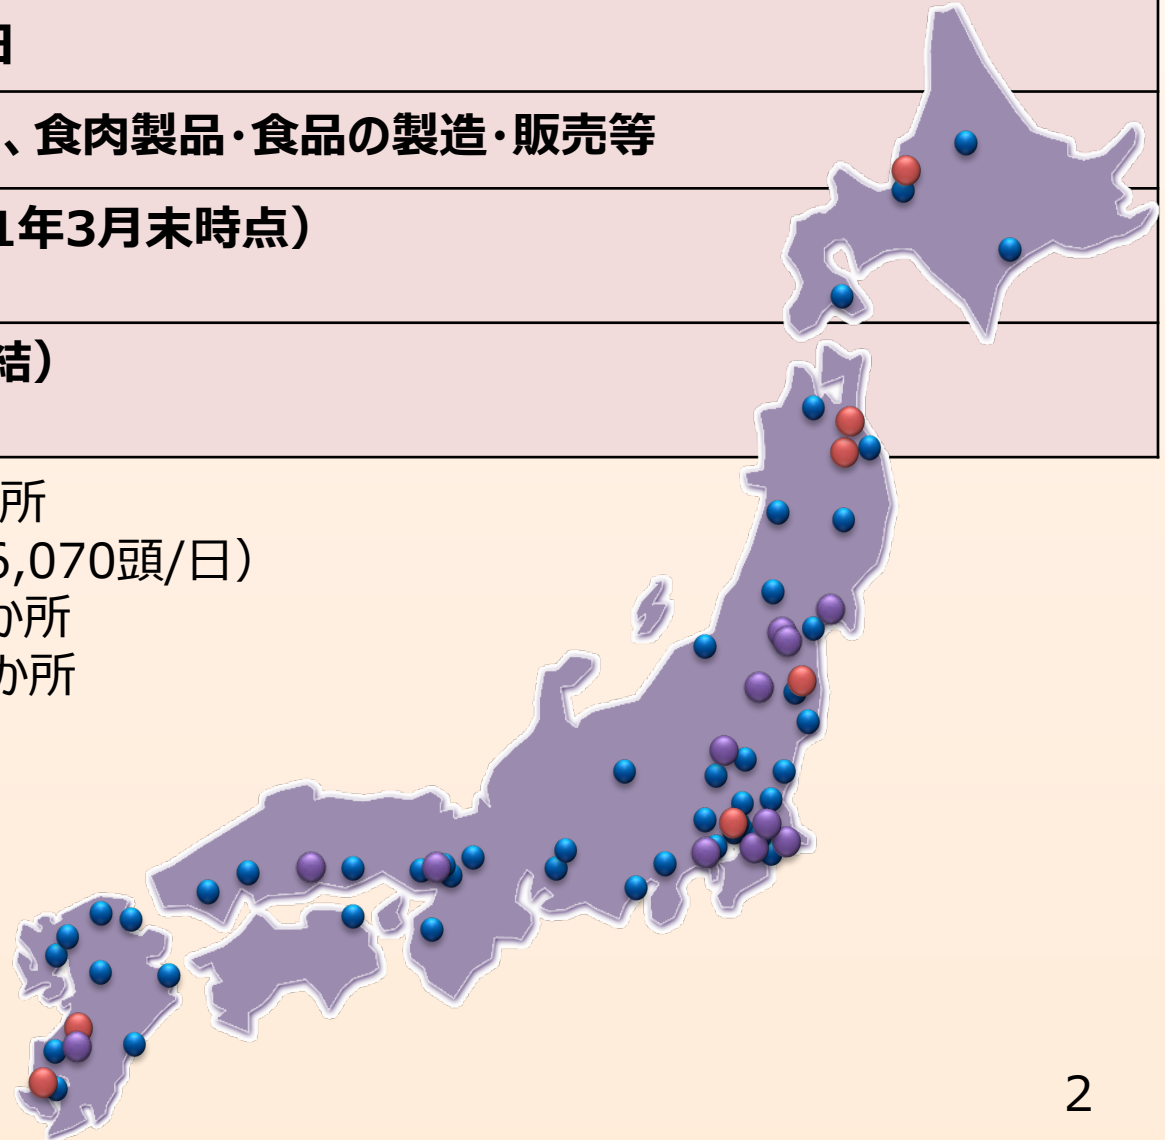 日
、食肉製品・食品の製造・販売等
1年3月末時点）
結）
所
,070頭/日）
か所
か所
2